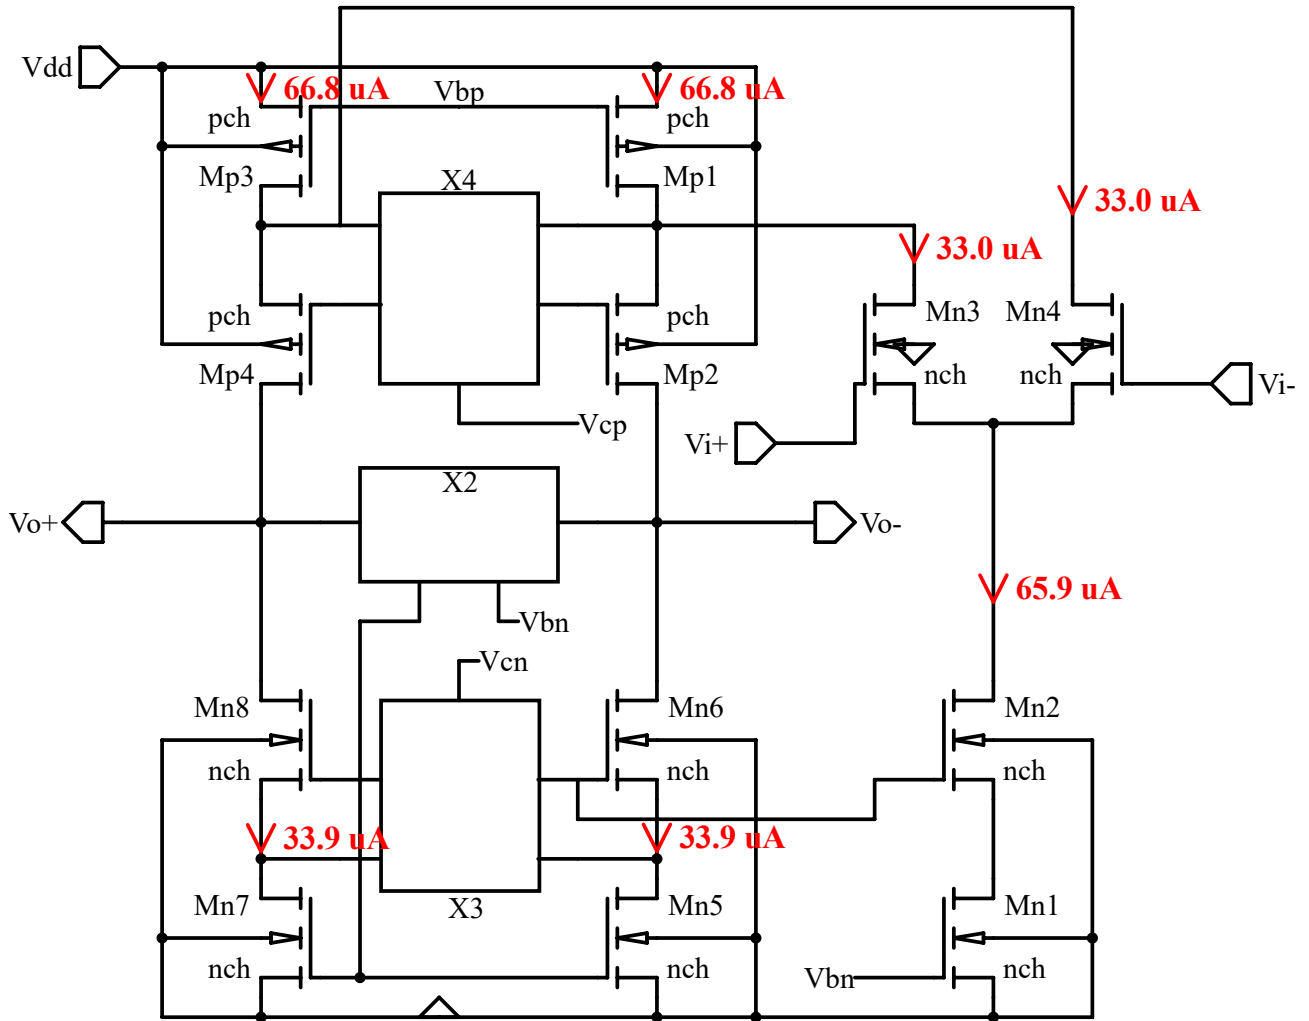 Vdd
66.8 uA
Vbp
66.8 uA
pch
pch
Mp3
X4
Mp1
33.0 uA
33.0 uA
pch
pch
Mn3
Mn4
Mp4
Mp2
nch
nch
Vi-
Vcp
Vi+
X2
Vo+
Vo-
65.9 uA
Vbn
Vcn
Mn8
Mn6
Mn2
nch
nch
nch
33.9 uA
33.9 uA
Mn7
X3
Mn5
Mn1
nch
nch
Vbn
nch